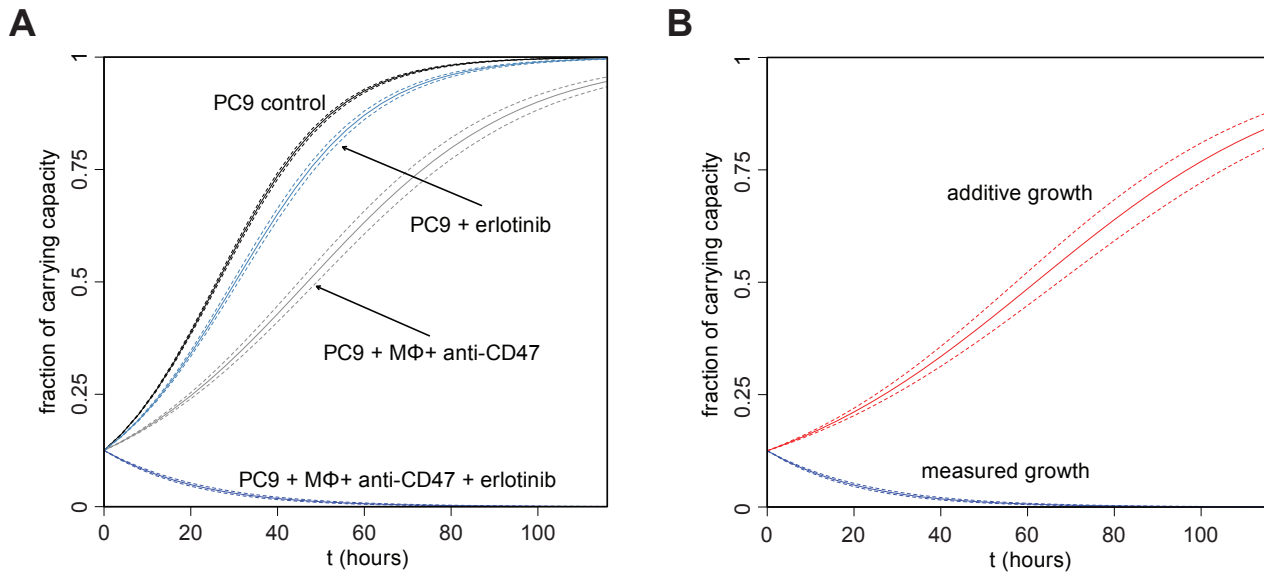 A
fraction of carrying capacity
1
0.75
0.5
0.25
0
PC9 control
PC9 + erlotinib
PC9 + MΦ+ anti-CD47
PC9 + MΦ+ anti-CD47 + erlotinib
0 20 40 60 80 100
t (hours)
B
fraction of carrying capacity
1
0.75
0.5
0.25
0
additive growth
measured growth
0 20 40 60 80 100
t (hours)